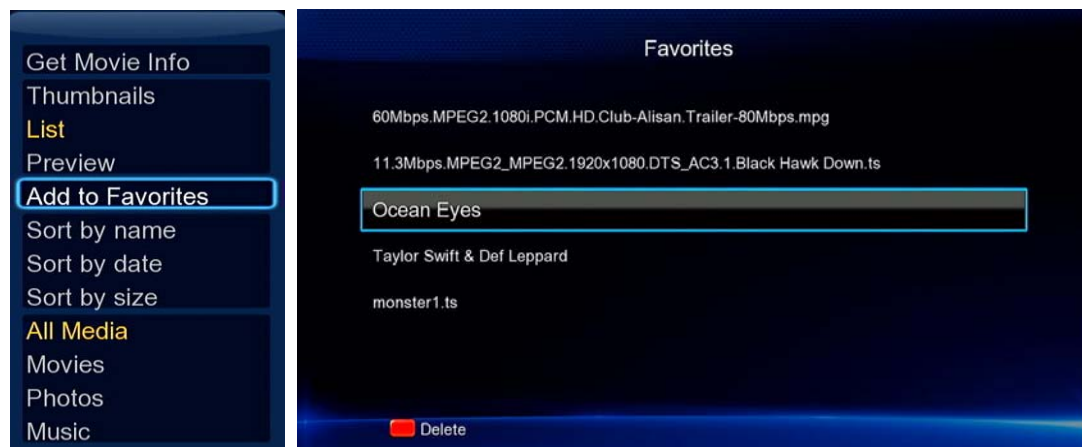 Get Movie Info
Thumbnails
List
Preview
Add to Favorites
Sort by name
Sort by date
Sort by size
All Media
Movies
Photos
Music
Favorites
60Mbps.MPEG2.1080i.PCM.HD.Club-Alisan.Trailer-80Mbps.mpg
11.3Mbps.MPEG2_MPEG2.1920x1080.DTS_AC3.1.Black Hawk Down.ts
Ocean Eyes
Taylor Swift & Def Leppard
monster1.ts
Delete